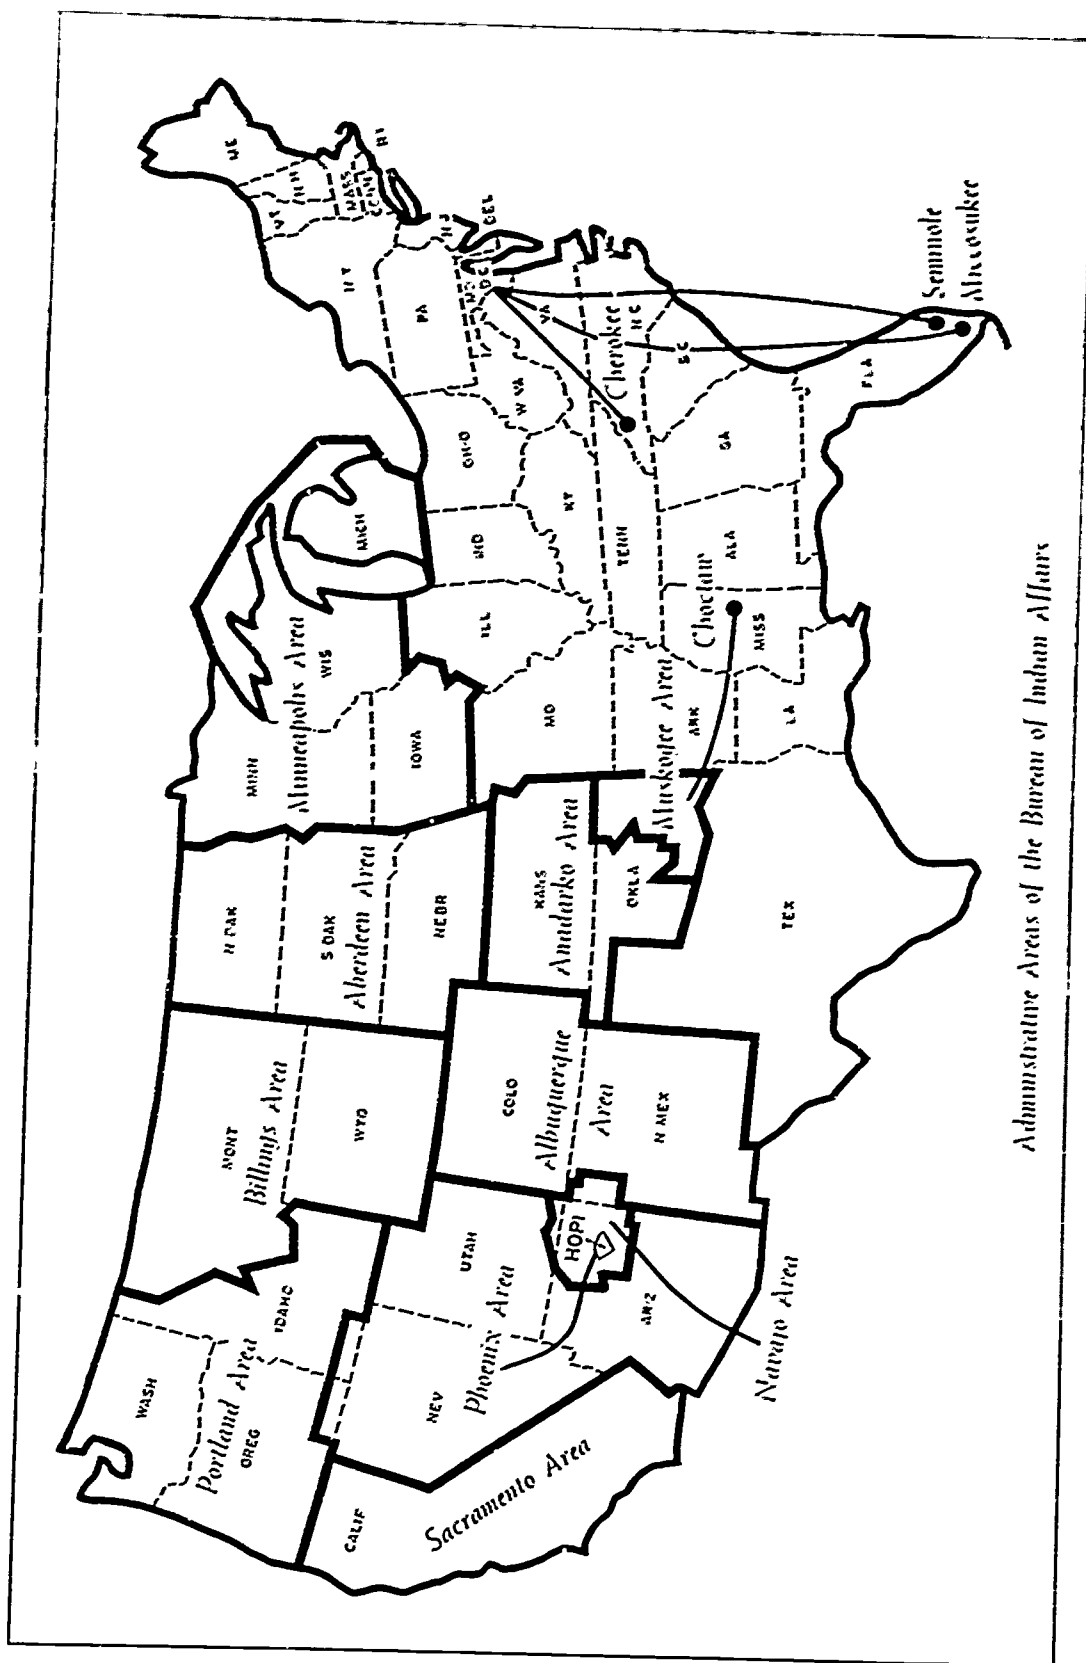 WASH
Portland Area
OREG
IDAHO
MONT
Billings Area
WYO
N DAK
S DAK
Aberdeen Area
NEBR
MINN
Minneapolis Area
WIS
IOWA
MICH
CALIF
Sacramento Area
NEV
UTAH
Phoenix Area
HOPI
ARIZ
Navajo Area
COLO
Albuquerque
Area
N MEX
KANS
Anadarko Area
OKLA
Muskogee Area
TEX
MO
ARK
LA
ILL
IND
OHIO
KY
TENN
Choctaw
MISS
ALA
GA
FLA
Seminole
Miccosukee
Cherokee
S C
N C
VA
W VA
PA
MD
D C
DEL
N J
N Y
VT
N H
ME
MASS
CONN
RI
Administrative Areas of the Bureau of Indian Affairs